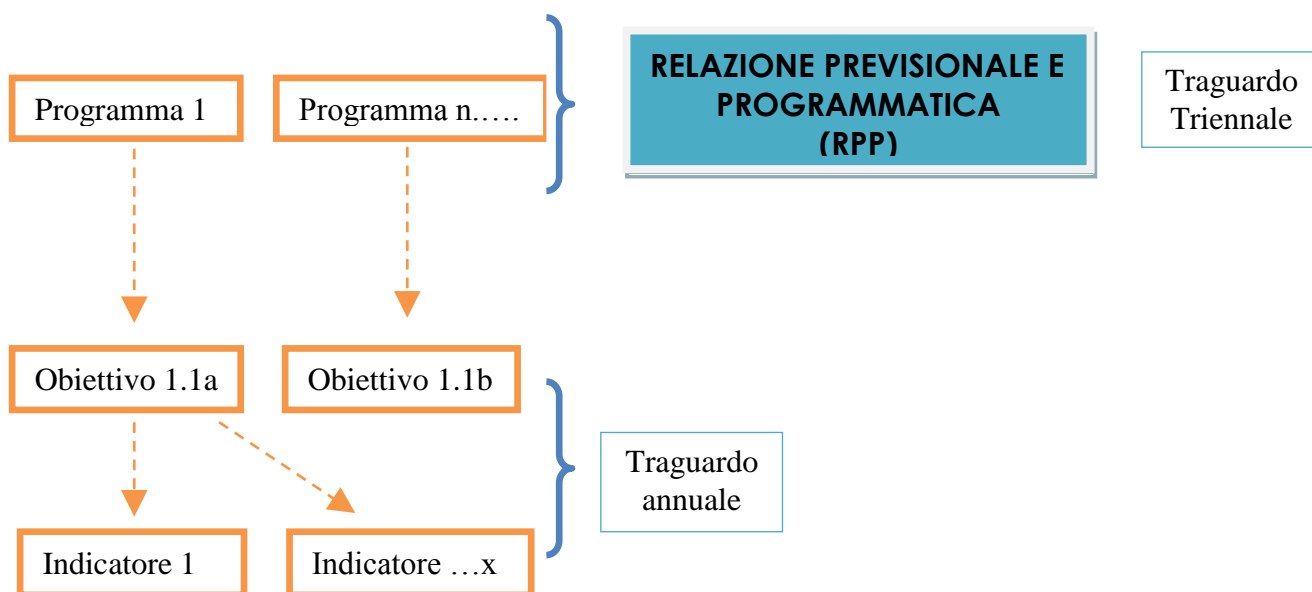 Programma 1
Programma n.….
RELAZIONE PREVISIONALE E
PROGRAMMATICA
(RPP)
Traguardo
Triennale
Obiettivo 1.1a
Obiettivo 1.1b
Traguardo
annuale
Indicatore 1
Indicatore …x